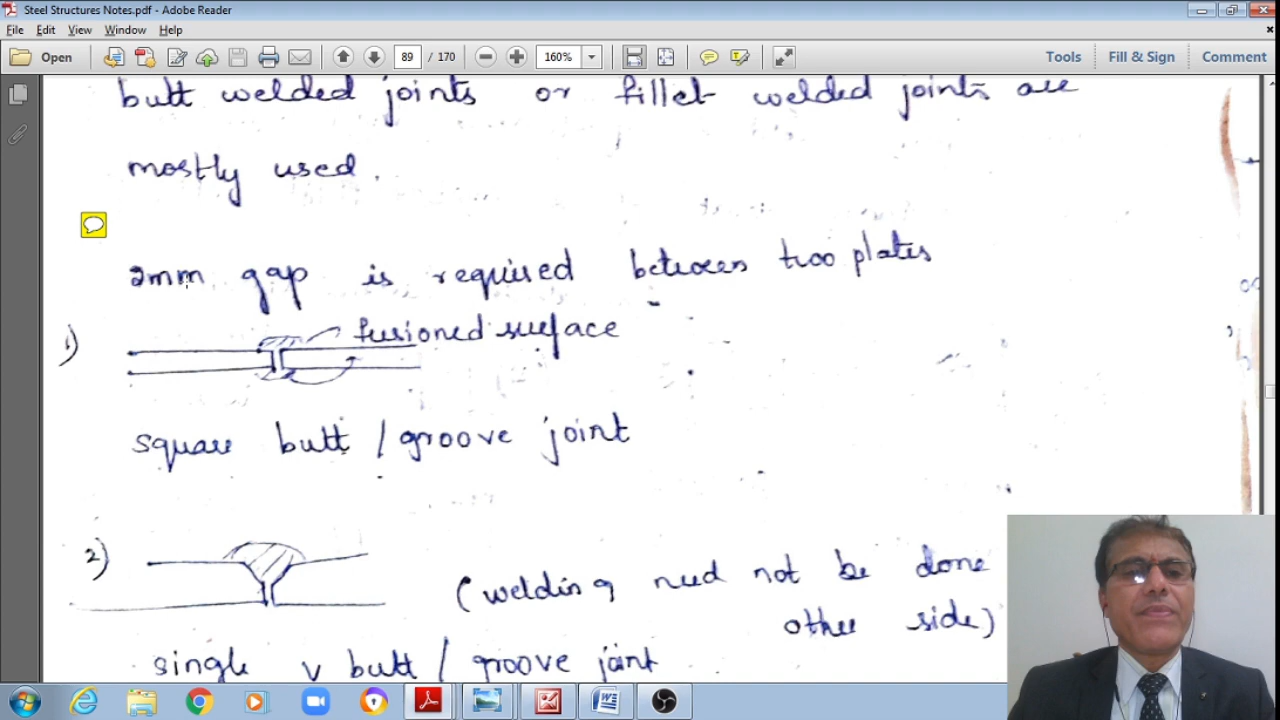 Steel Structures Notes.pdf - Adobe Reader
File Edit View Window Help
Open 89 / 170 160% Tools Fill & Sign Comment
butt welded joints or fillet welded joints are
mostly used.
2mm gap is required between two plates
1) fusioned surface
square butt / groove joint
2) (welding need not be done
other side)
single v butt / groove joint